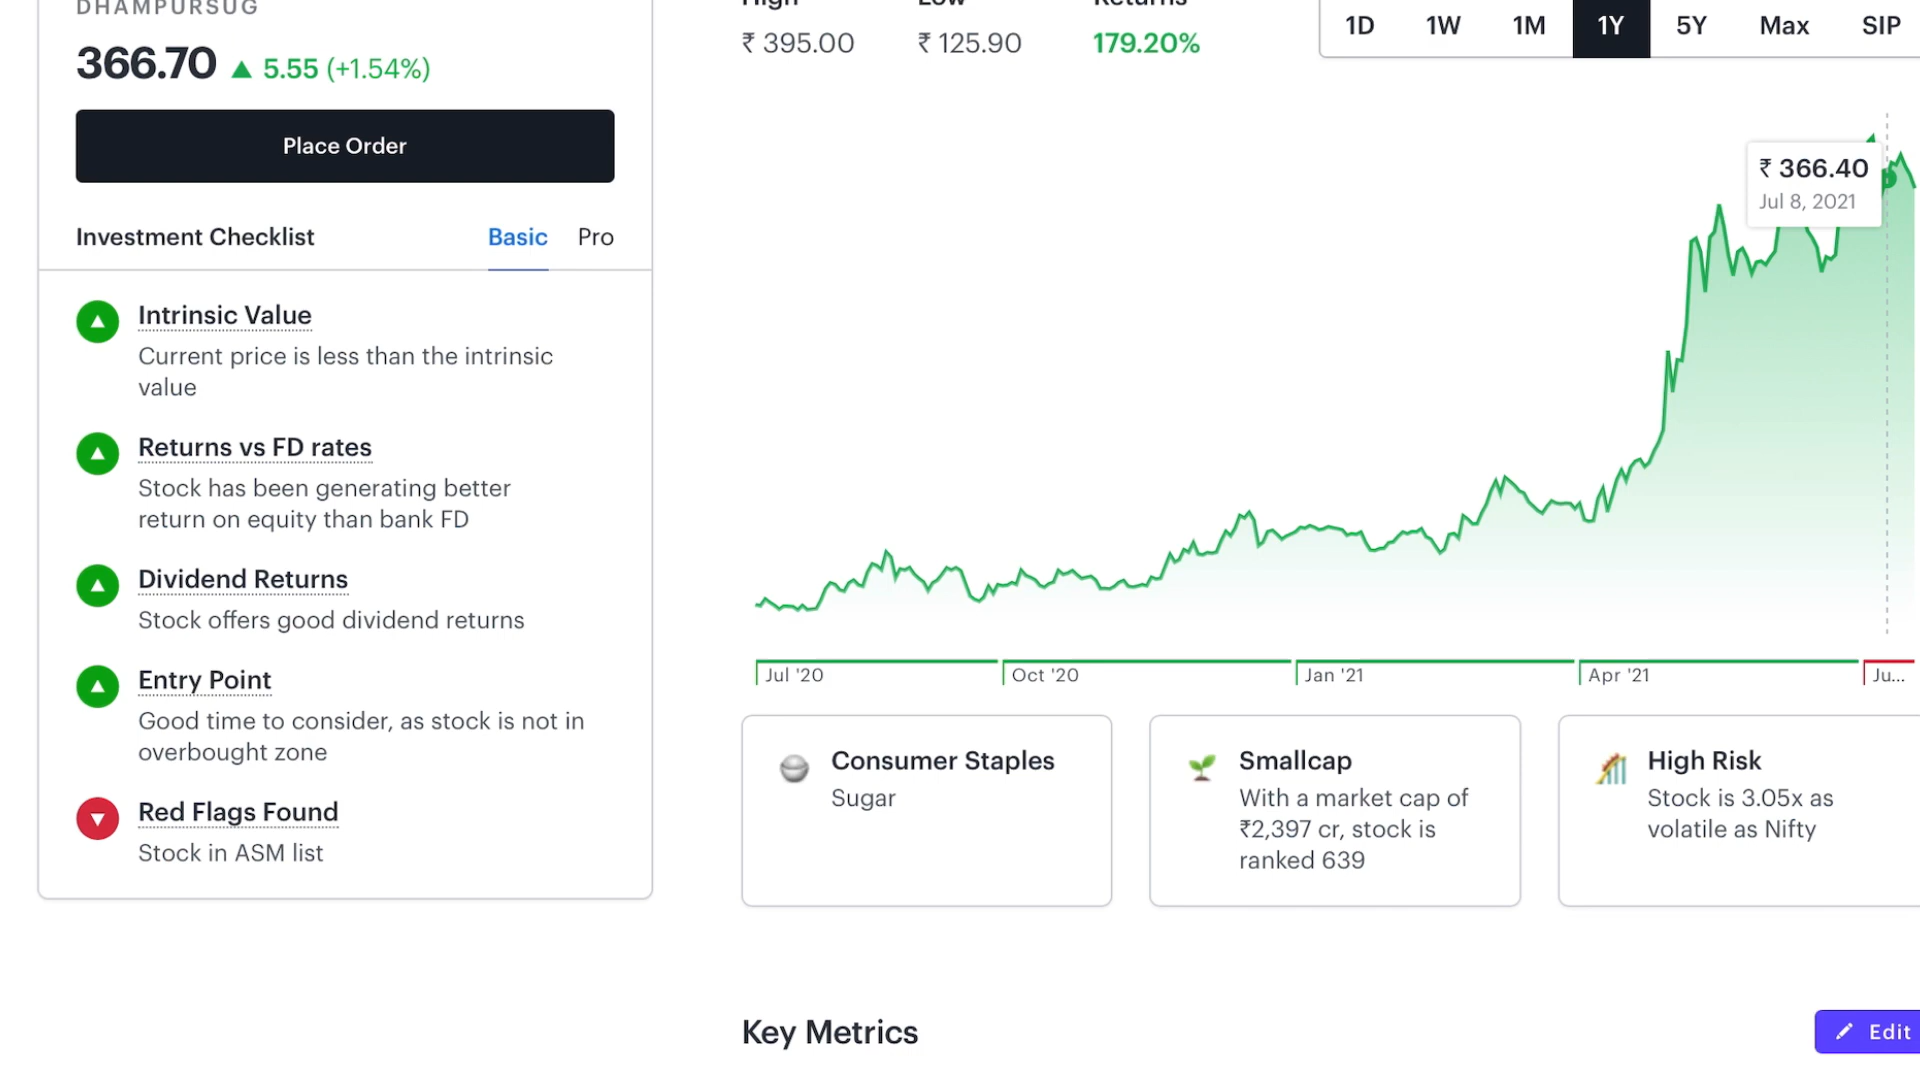 DHAMPURSUG
366.70 ▲ 5.55 (+1.54%)
Place Order
Investment Checklist Basic Pro
Intrinsic Value
Current price is less than the intrinsic
value
Returns vs FD rates
Stock has been generating better
return on equity than bank FD
Dividend Returns
Stock offers good dividend returns
Entry Point
Good time to consider, as stock is not in
overbought zone
Red Flags Found
Stock in ASM list
High Low Returns
₹ 395.00 ₹ 125.90 179.20%
1D 1W 1M 1Y 5Y Max SIP
₹ 366.40
Jul 8, 2021
Jul '20 Oct '20 Jan '21 Apr '21 Ju...
Consumer Staples
Sugar
Smallcap
With a market cap of
₹2,397 cr, stock is
ranked 639
High Risk
Stock is 3.05x as
volatile as Nifty
Key Metrics
Edit